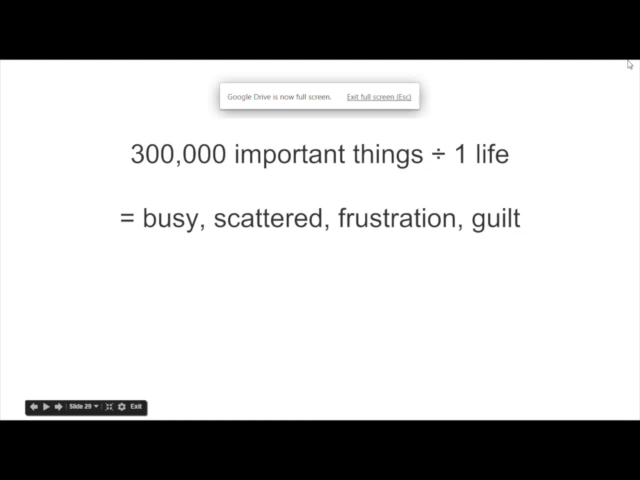 Google Drive is now full screen. Exit full screen (Esc)
300,000 important things ÷ 1 life
= busy, scattered, frustration, guilt
Slide 29 Exit